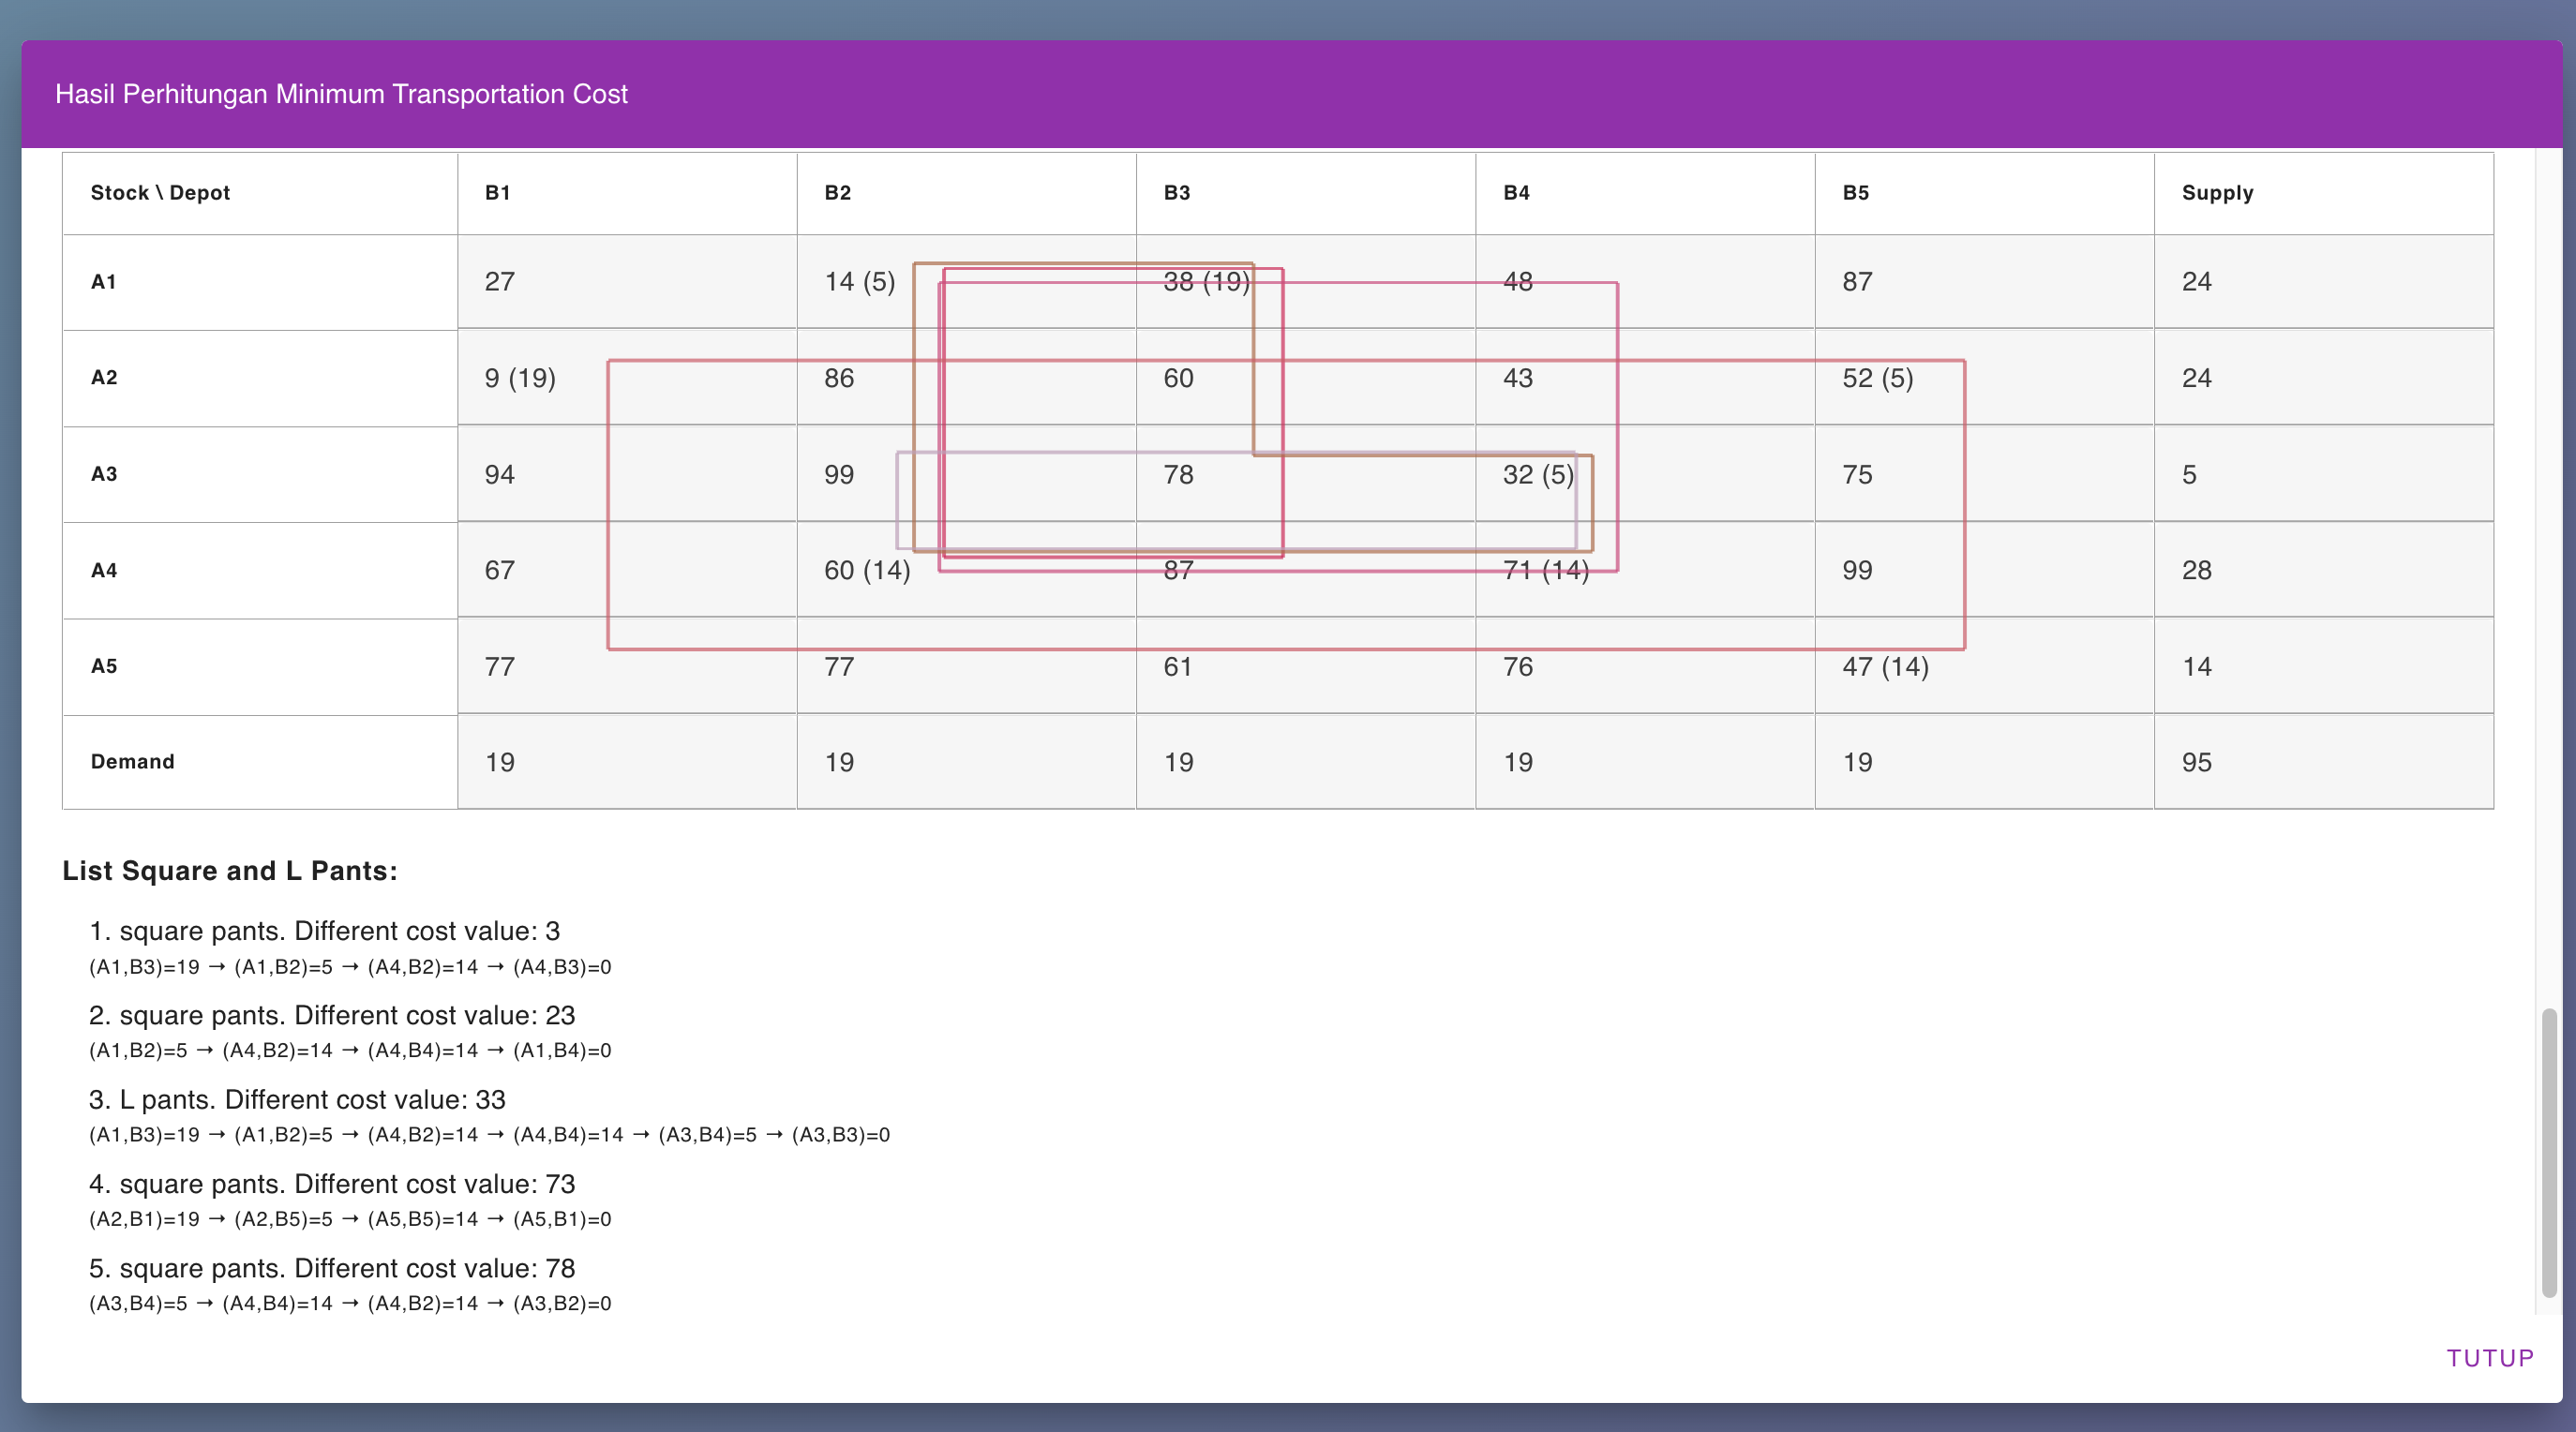 Hasil Perhitungan Minimum Transportation Cost
Stock \ Depot B1 B2 B3 B4 B5 Supply
A1 27 14 (5) 38 (19) 48 87 24
A2 9 (19) 86 60 43 52 (5) 24
A3 94 99 78 32 (5) 75 5
A4 67 60 (14) 87 71 (14) 99 28
A5 77 77 61 76 47 (14) 14
Demand 19 19 19 19 19 95
List Square and L Pants:
1. square pants. Different cost value: 3
(A1,B3)=19 → (A1,B2)=5 → (A4,B2)=14 → (A4,B3)=0
2. square pants. Different cost value: 23
(A1,B2)=5 → (A4,B2)=14 → (A4,B4)=14 → (A1,B4)=0
3. L pants. Different cost value: 33
(A1,B3)=19 → (A1,B2)=5 → (A4,B2)=14 → (A4,B4)=14 → (A3,B4)=5 → (A3,B3)=0
4. square pants. Different cost value: 73
(A2,B1)=19 → (A2,B5)=5 → (A5,B5)=14 → (A5,B1)=0
5. square pants. Different cost value: 78
(A3,B4)=5 → (A4,B4)=14 → (A4,B2)=14 → (A3,B2)=0
TUTUP